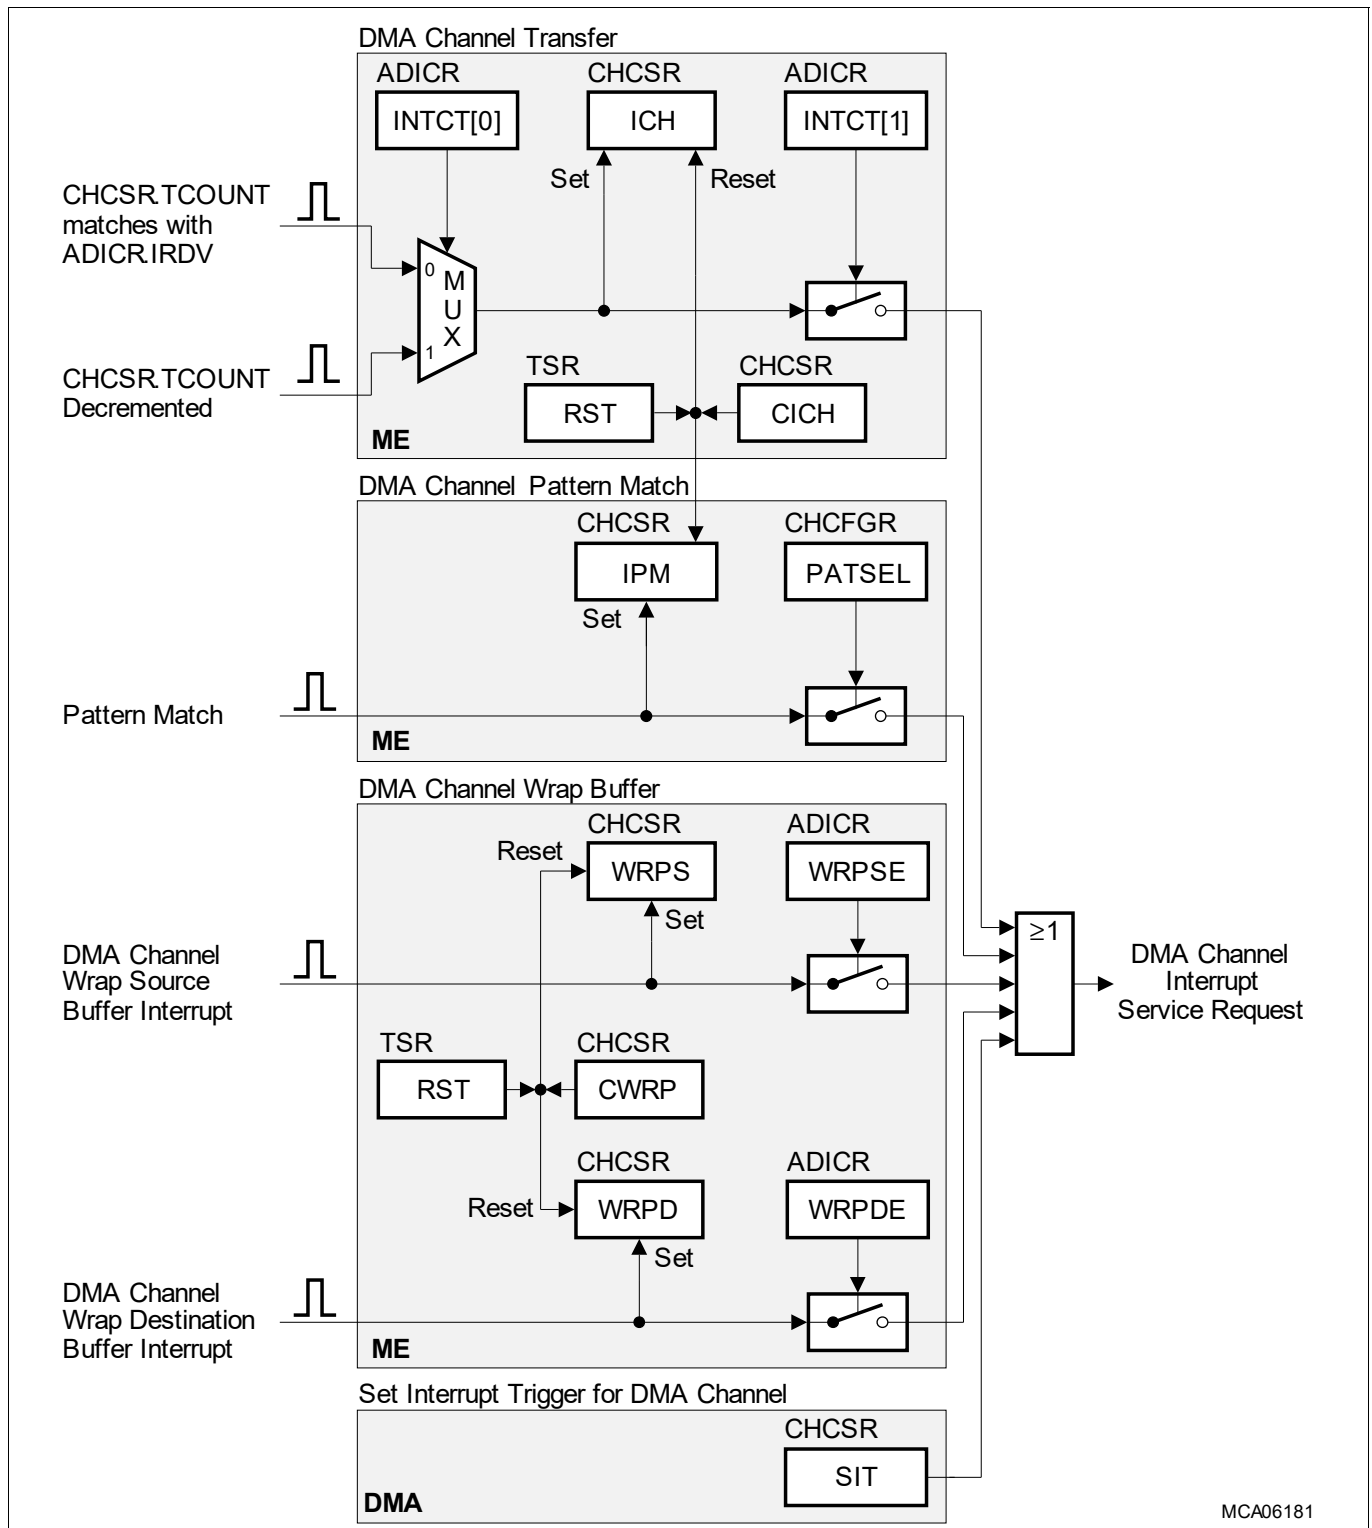 DMA Channel Transfer
ADICR
CHCSR
ADICR
INTCT[0]
ICH
INTCT[1]
Set
Reset
CHCSR.TCOUNT
matches with
ADICR.IRDV
0
M
U
X
1
CHCSR.TCOUNT
Decremented
TSR
CHCSR
RST
CICH
ME
DMA Channel Pattern Match
CHCSR
CHCFGR
IPM
PATSEL
Set
Pattern Match
ME
DMA Channel Wrap Buffer
CHCSR
ADICR
Reset
WRPS
WRPSE
Set
DMA Channel
Wrap Source
Buffer Interrupt
≥1
DMA Channel
Interrupt
Service Request
TSR
CHCSR
RST
CWRP
CHCSR
ADICR
Reset
WRPD
WRPDE
Set
DMA Channel
Wrap Destination
Buffer Interrupt
ME
Set Interrupt Trigger for DMA Channel
CHCSR
SIT
DMA
MCA06181